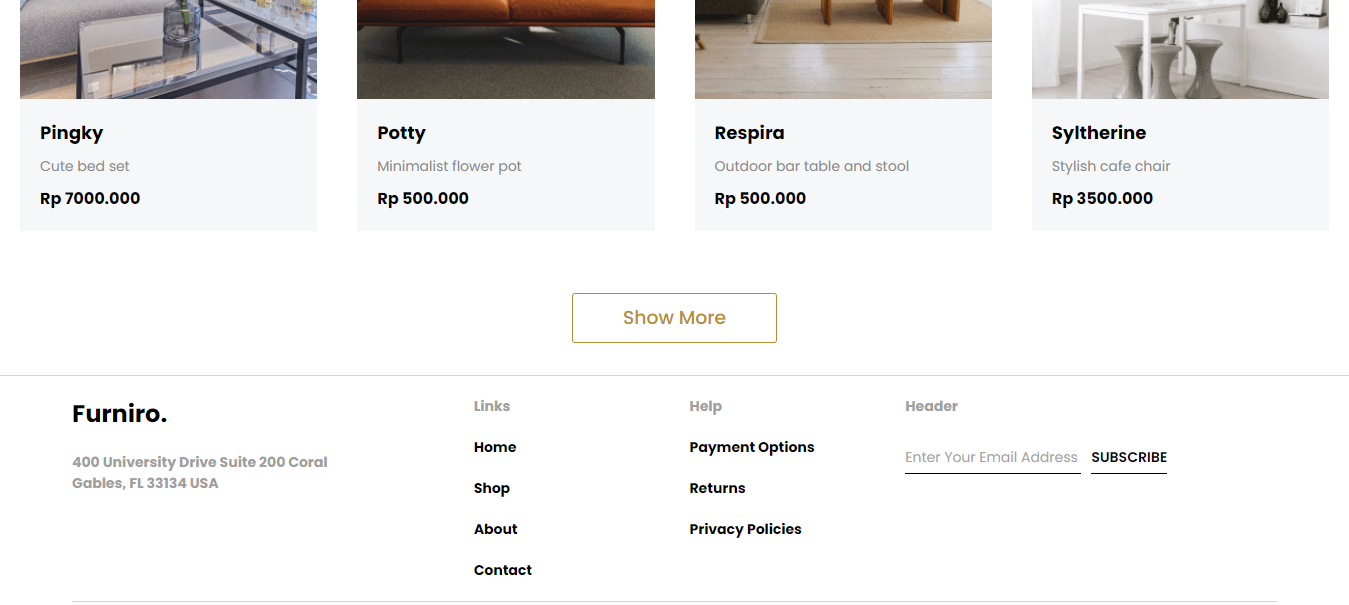 Pingky
Cute bed set
Rp 7000.000
Potty
Minimalist flower pot
Rp 500.000
Respira
Outdoor bar table and stool
Rp 500.000
Syltherine
Stylish cafe chair
Rp 3500.000
Show More
Furniro.
400 University Drive Suite 200 Coral
Gables, FL 33134 USA
Links
Home
Shop
About
Contact
Help
Payment Options
Returns
Privacy Policies
Header
Enter Your Email Address
SUBSCRIBE